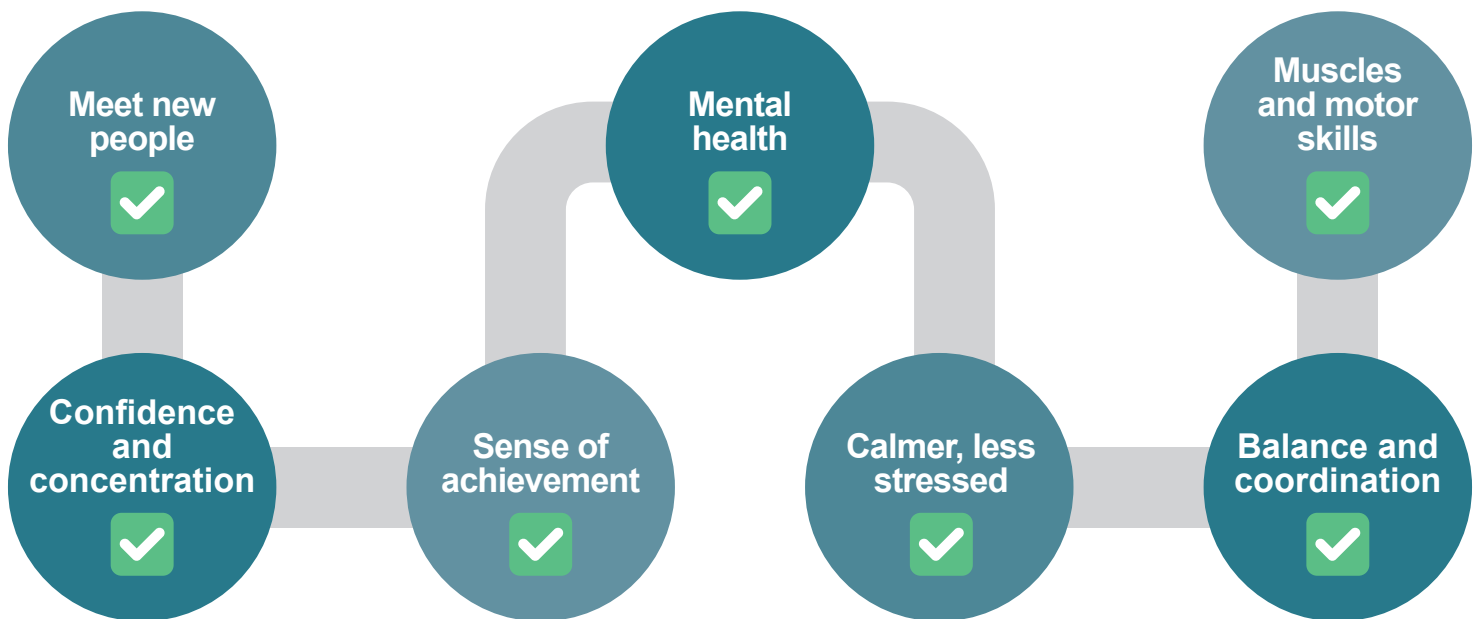 Meet new
people
Confidence
and
concentration
Sense of
achievement
Mental
health
Calmer, less
stressed
Balance and
coordination
Muscles
and motor
skills